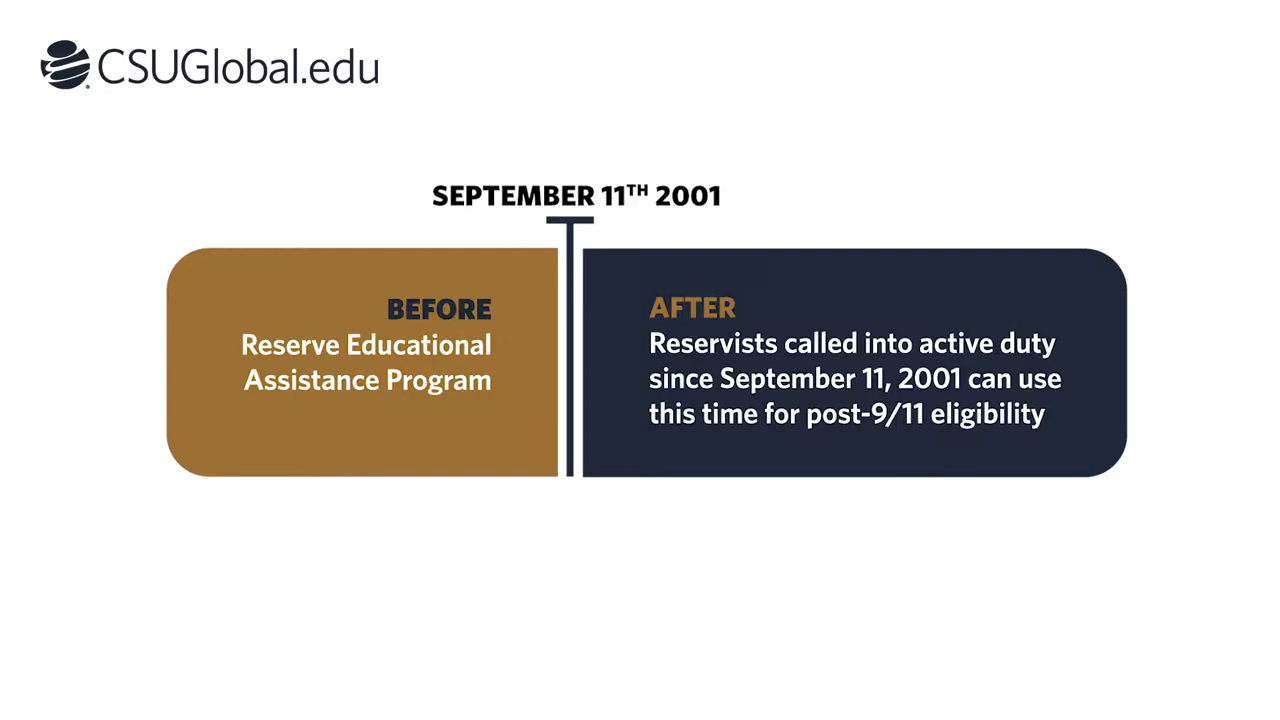 CSUGlobal.edu
SEPTEMBER 11TH 2001
BEFORE
Reserve Educational
Assistance Program
AFTER
Reservists called into active duty
since September 11, 2001 can use
this time for post-9/11 eligibility